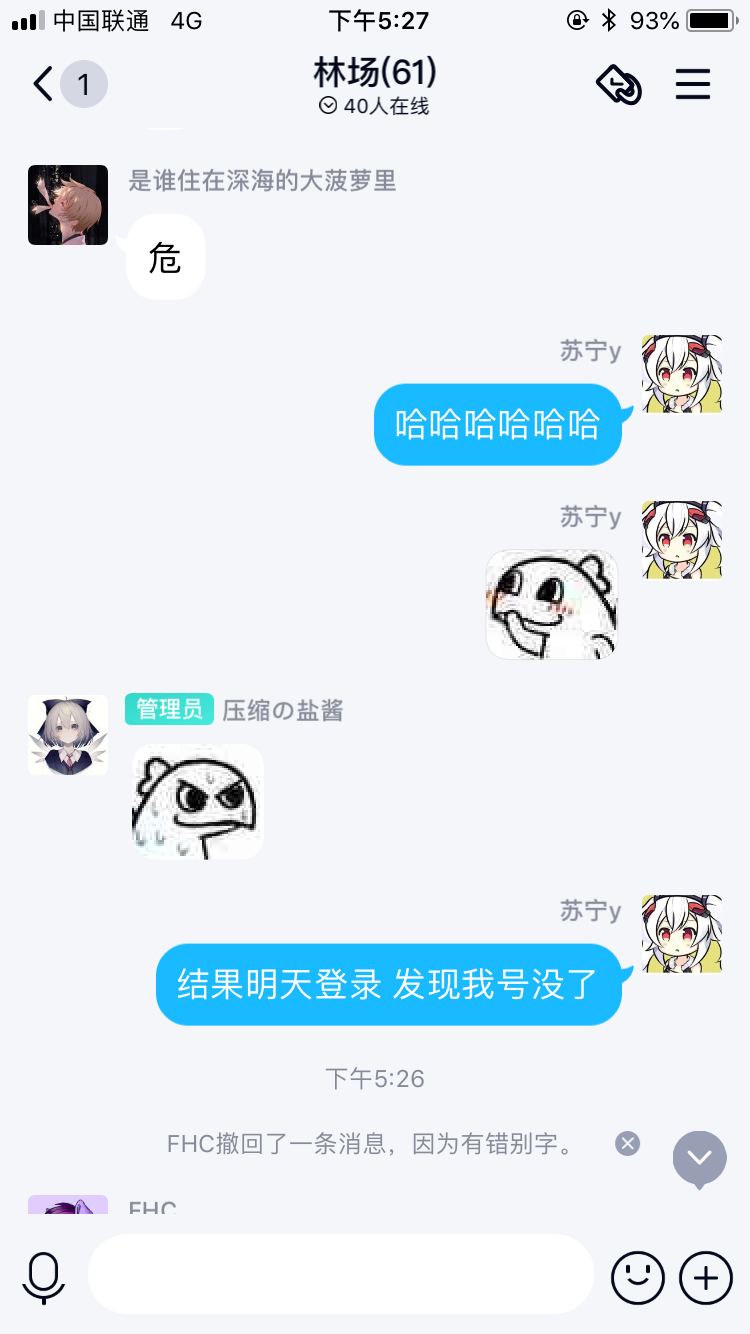 中国联通 4G 下午5:27 93%
1 林场(61)
40人在线
是谁住在深海的大菠萝里
危
苏宁y
哈哈哈哈哈哈
苏宁y
管理员 压缩の盐酱
苏宁y
结果明天登录 发现我号没了
下午5:26
FHC撤回了一条消息，因为有错别字。
FHC